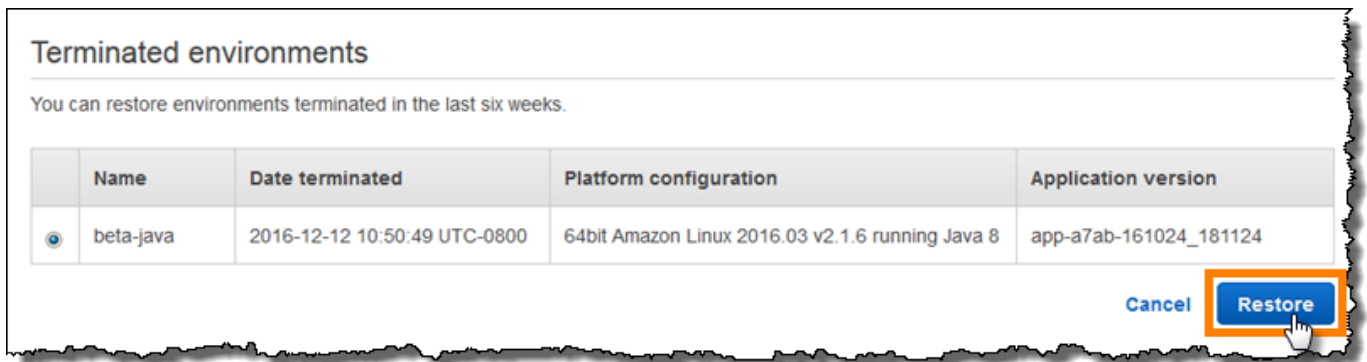 Terminated environments
You can restore environments terminated in the last six weeks.
Name Date terminated Platform configuration Application version
beta-java 2016-12-12 10:50:49 UTC-0800 64bit Amazon Linux 2016.03 v2.1.6 running Java 8 app-a7ab-161024_181124
Cancel Restore